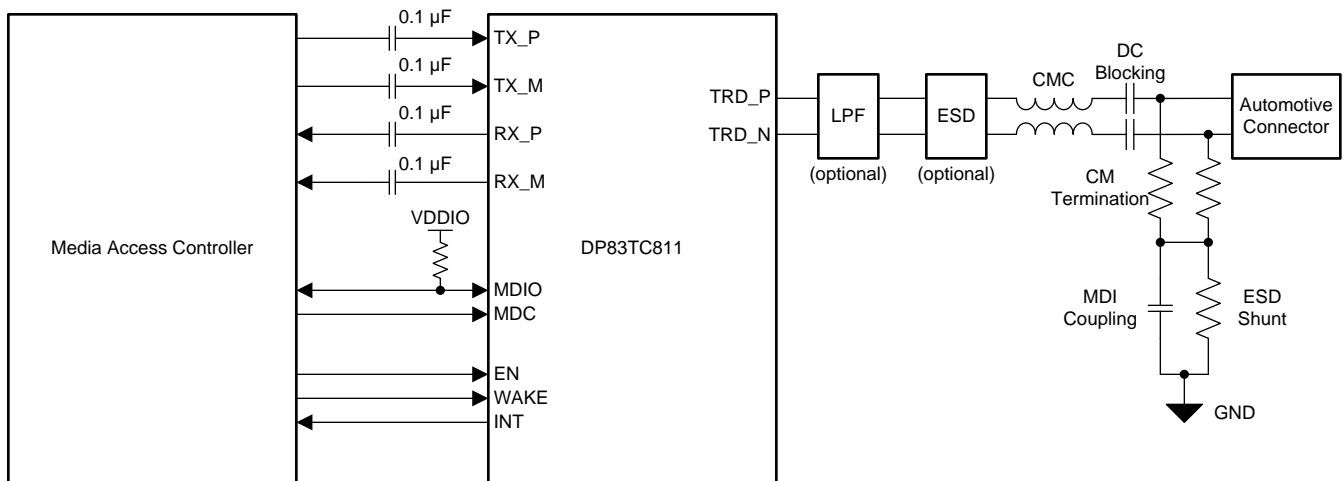 0.1 µF
TX_P
0.1 µF
TX_M
0.1 µF
RX_P
0.1 µF
RX_M
VDDIO
Media Access Controller
DP83TC811
MDIO
MDC
EN
WAKE
INT
TRD_P
TRD_N
LPF
(optional)
ESD
(optional)
CMC
DC
Blocking
Automotive
Connector
CM
Termination
MDI
Coupling
ESD
Shunt
GND